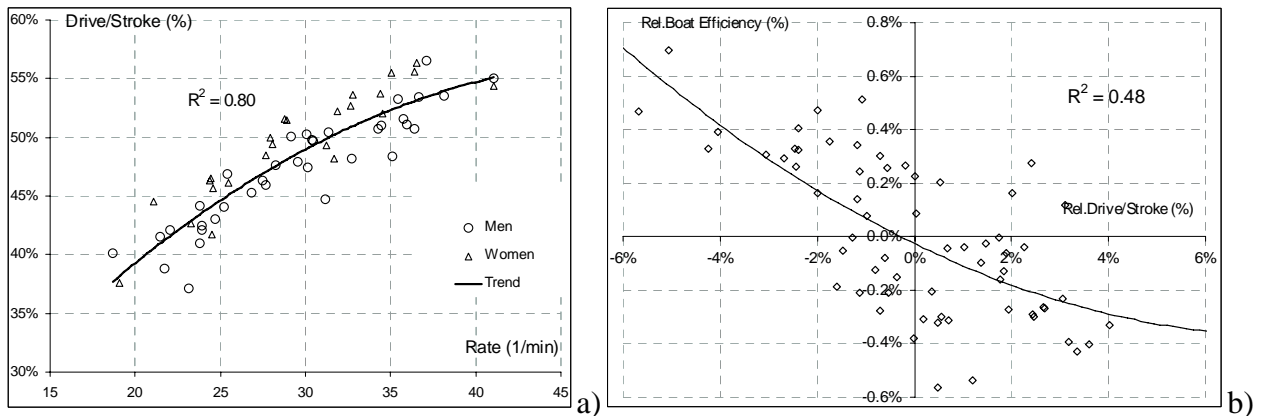 Drive/Stroke (%)
60%
55%
50%
45%
40%
35%
30%
R² = 0.80
Men
Women
Trend
Rate (1/min)
15 20 25 30 35 40 45
a)
Rel.Boat Efficiency (%)
0.8%
0.6%
0.4%
0.2%
0.0%
-0.2%
-0.4%
-0.6%
R² = 0.48
Rel.Drive/Stroke (%)
-6% -4% -2% 0% 2% 4% 6%
b)